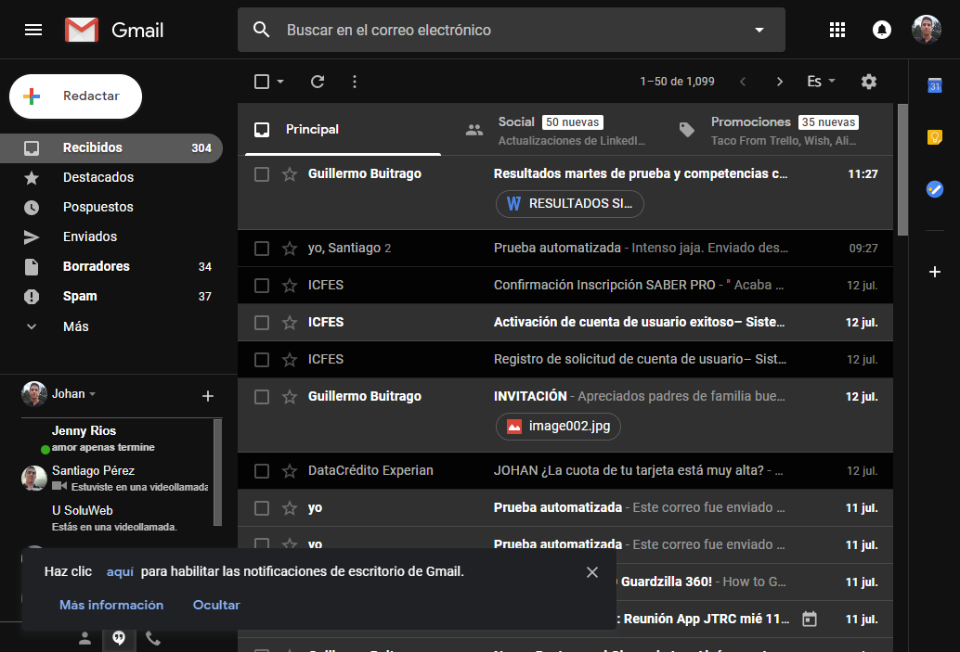 Gmail
Buscar en el correo electrónico
Redactar
1–50 de 1,099
Es
31
Recibidos 304
Destacados
Pospuestos
Enviados
Borradores 34
Spam 37
Más
Principal
Social 50 nuevas
Actualizaciones de LinkedI...
Promociones 35 nuevas
Taco From Trello, Wish, Ali...
Guillermo Buitrago Resultados martes de prueba y competencias c... 11:27
W RESULTADOS SI...
yo, Santiago 2 Prueba automatizada - Intenso jaja. Enviado des... 09:27
ICFES Confirmación Inscripción SABER PRO - " Acaba ... 12 jul.
ICFES Activación de cuenta de usuario exitoso– Siste... 12 jul.
ICFES Registro de solicitud de cuenta de usuario– Sist... 12 jul.
Guillermo Buitrago INVITACIÓN - Apreciados padres de familia bue... 12 jul.
image002.jpg
DataCrédito Experian JOHAN ¿La cuota de tu tarjeta está muy alta? - ... 12 jul.
yo Prueba automatizada - Este correo fue enviado ... 11 jul.
yo Prueba automatizada - Este correo fue enviado ... 11 jul.
Guardzilla 360! - How to G... 11 jul.
: Reunión App JTRC mié 11... 11 jul.
Johan
Jenny Rios
amor apenas termine
Santiago Pérez
Estuviste en una videollamada
U SoluWeb
Estás en una videollamada.
Haz clic aquí para habilitar las notificaciones de escritorio de Gmail.
Más información Ocultar